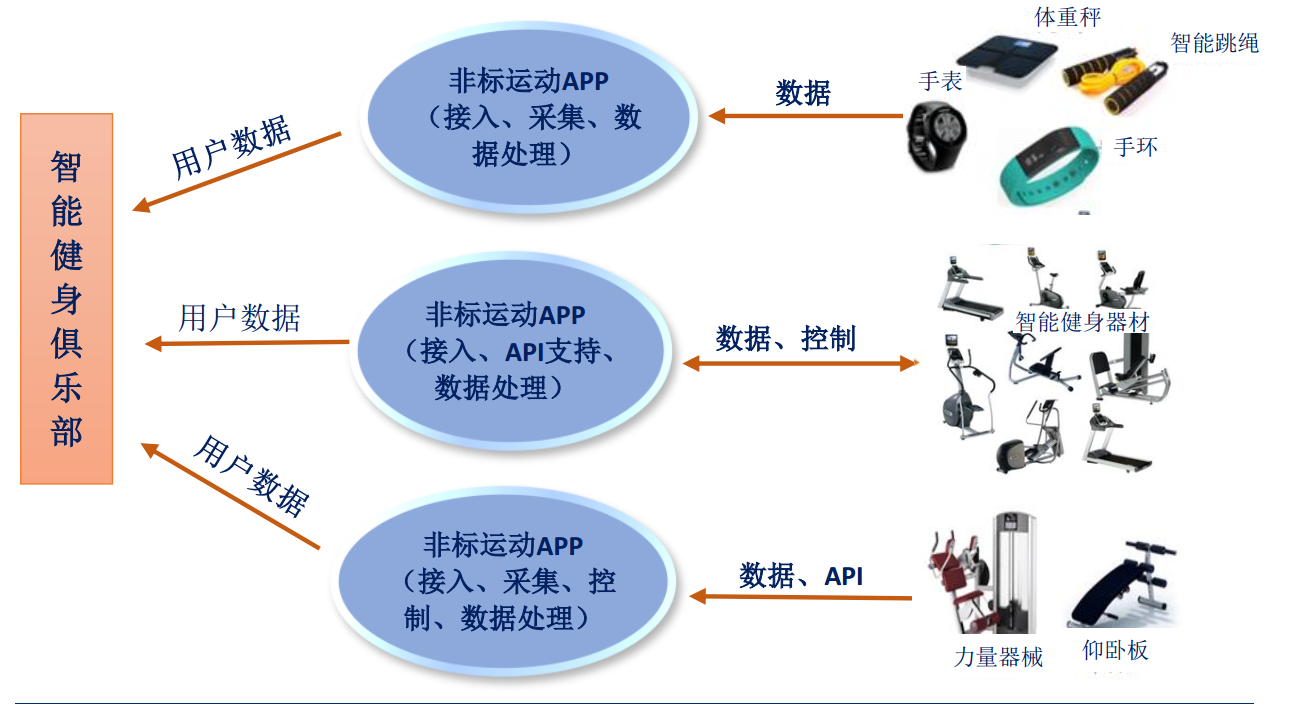 体重秤
智能跳绳
手表
手环
数据
非标运动APP
（接入、采集、数
据处理）
用户数据
智
能
健
身
俱
乐
部
用户数据
非标运动APP
（接入、API支持、
数据处理）
数据、控制
智能健身器材
用户数据
非标运动APP
（接入、采集、控
制、数据处理）
数据、API
力量器械
仰卧板